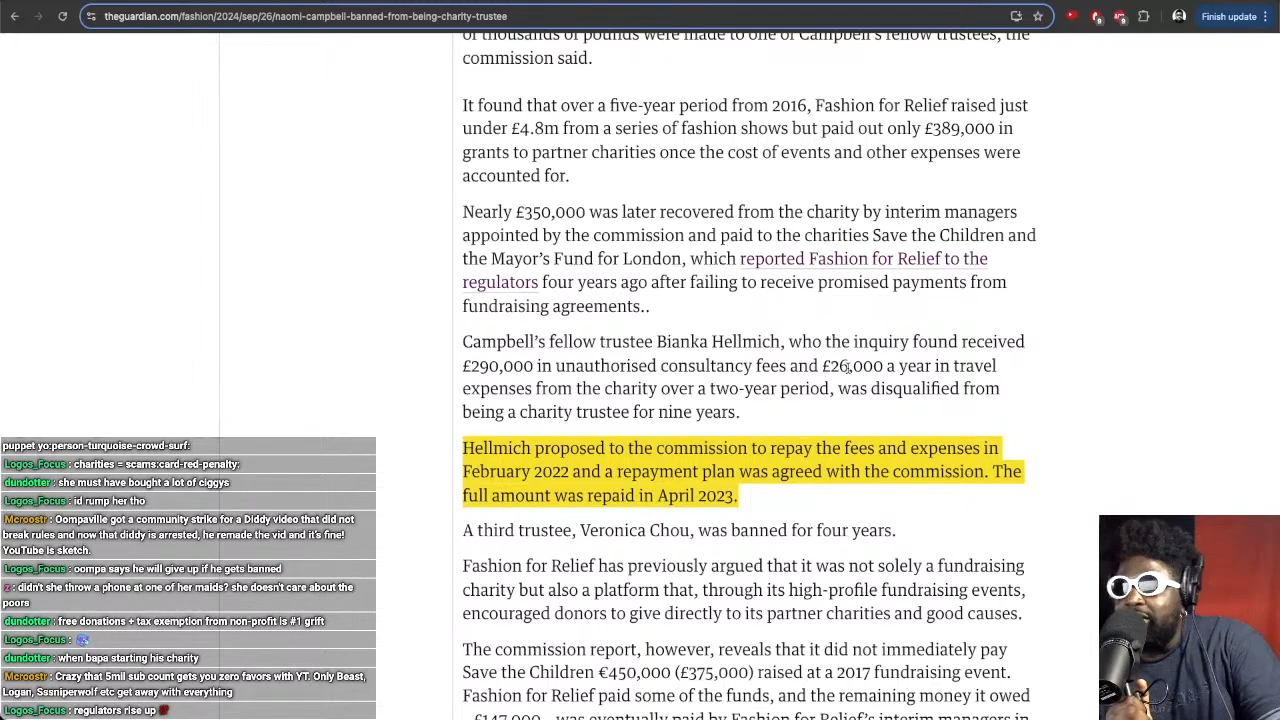 theguardian.com/fashion/2024/sep/26/naomi-campbell-banned-from-being-charity-trustee
Finish update
of thousands of pounds were made to one of Campbell's fellow trustees, the
commission said.
It found that over a five-year period from 2016, Fashion for Relief raised just
under £4.8m from a series of fashion shows but paid out only £389,000 in
grants to partner charities once the cost of events and other expenses were
accounted for.
Nearly £350,000 was later recovered from the charity by interim managers
appointed by the commission and paid to the charities Save the Children and
the Mayor's Fund for London, which reported Fashion for Relief to the
regulators four years ago after failing to receive promised payments from
fundraising agreements..
Campbell's fellow trustee Bianka Hellmich, who the inquiry found received
£290,000 in unauthorised consultancy fees and £26,000 a year in travel
expenses from the charity over a two-year period, was disqualified from
being a charity trustee for nine years.
Hellmich proposed to the commission to repay the fees and expenses in
February 2022 and a repayment plan was agreed with the commission. The
full amount was repaid in April 2023.
A third trustee, Veronica Chou, was banned for four years.
Fashion for Relief has previously argued that it was not solely a fundraising
charity but also a platform that, through its high-profile fundraising events,
encouraged donors to give directly to its partner charities and good causes.
The commission report, however, reveals that it did not immediately pay
Save the Children €450,000 (£375,000) raised at a 2017 fundraising event.
Fashion for Relief paid some of the funds, and the remaining money it owed
– £147,000 – was eventually paid by Fashion for Relief's interim managers in
puppet yo:person-turquoise-crowd-surf:
Logos_Focus : charities = scams:card-red-penalty:
dundotter : she must have bought a lot of ciggys
Logos_Focus : id rump her tho
Mcroostr : Oompaville got a community strike for a Diddy video that did not
break rules and now that diddy is arrested, he remade the vid and it's fine!
YouTube is sketch.
Logos_Focus : oompa says he will give up if he gets banned
z : didn't she throw a phone at one of her maids? she doesn't care about the
poors
dundotter : free donations + tax exemption from non-profit is #1 grift
Logos_Focus :
dundotter : when bapa starting his charity
Mcroostr : Crazy that 5mil sub count gets you zero favors with YT. Only Beast,
Logan, Sssniperwolf etc get away with everything
Logos_Focus : regulators rise up